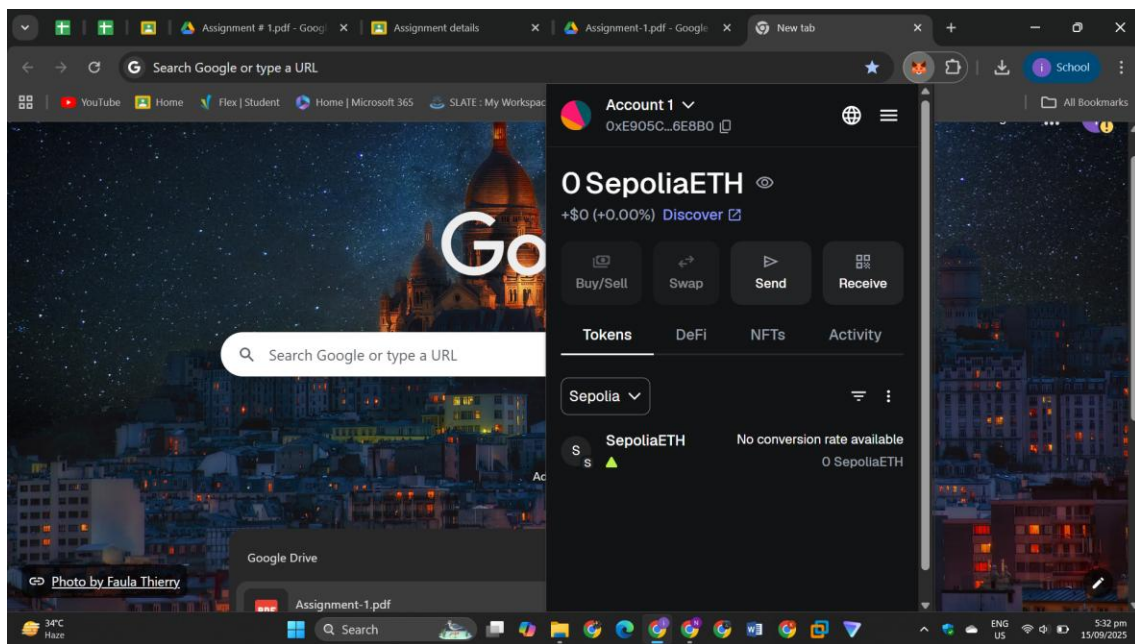 Assignment # 1.pdf - Googl
Assignment details
Assignment-1.pdf - Google
New tab
Search Google or type a URL
School
YouTube
Home
Flex | Student
Home | Microsoft 365
SLATE : My Workspac
All Bookmarks
Account 1
0xE905C...6E8B0
0 SepoliaETH
+$0 (+0.00%) Discover
Buy/Sell
Swap
Send
Receive
Tokens
DeFi
NFTs
Activity
Go
Search Google or type a URL
Sepolia
S
S
SepoliaETH
No conversion rate available
0 SepoliaETH
Ad
Google Drive
Assignment-1.pdf
Photo by Faula Thierry
34°C
Haze
Search
ENG
US
5:32 pm
15/09/2025